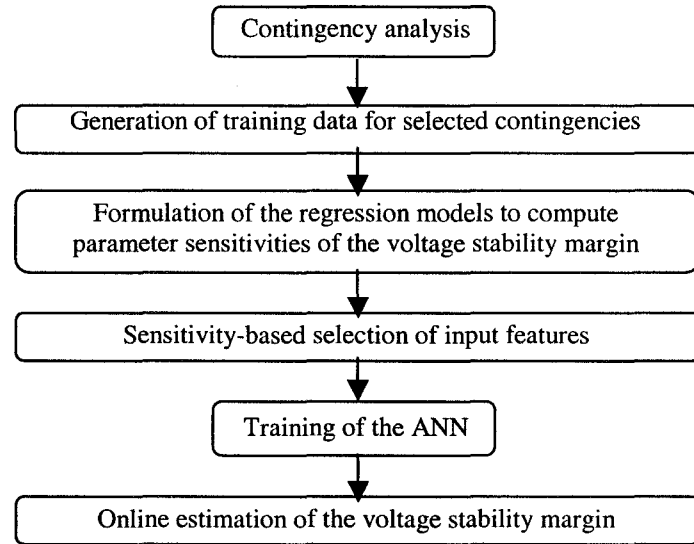 Contingency analysis
Generation of training data for selected contingencies
Formulation of the regression models to compute
parameter sensitivities of the voltage stability margin
Sensitivity-based selection of input features
Training of the ANN
Online estimation of the voltage stability margin